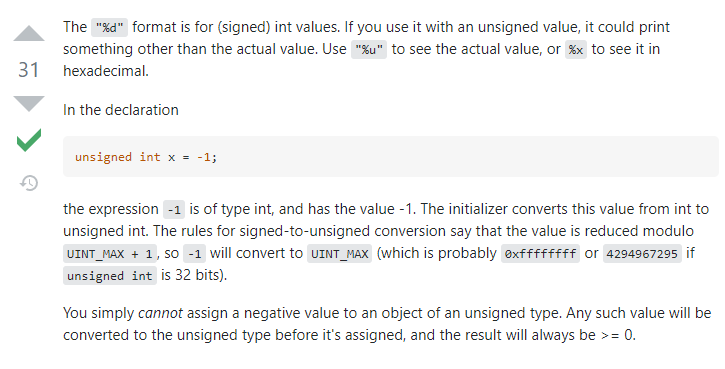 The "%d" format is for (signed) int values. If you use it with an unsigned value, it could print
something other than the actual value. Use "%u" to see the actual value, or %x to see it in
31
hexadecimal.
In the declaration
unsigned int x = -1;
the expression -1 is of type int, and has the value -1. The initializer converts this value from int to
unsigned int. The rules for signed-to-unsigned conversion say that the value is reduced modulo
UINT_MAX + 1, so -1 will convert to UINT_MAX (which is probably 0xffffffff or 4294967295 if
unsigned int is 32 bits).
You simply cannot assign a negative value to an object of an unsigned type. Any such value will be
converted to the unsigned type before it's assigned, and the result will always be >= 0.